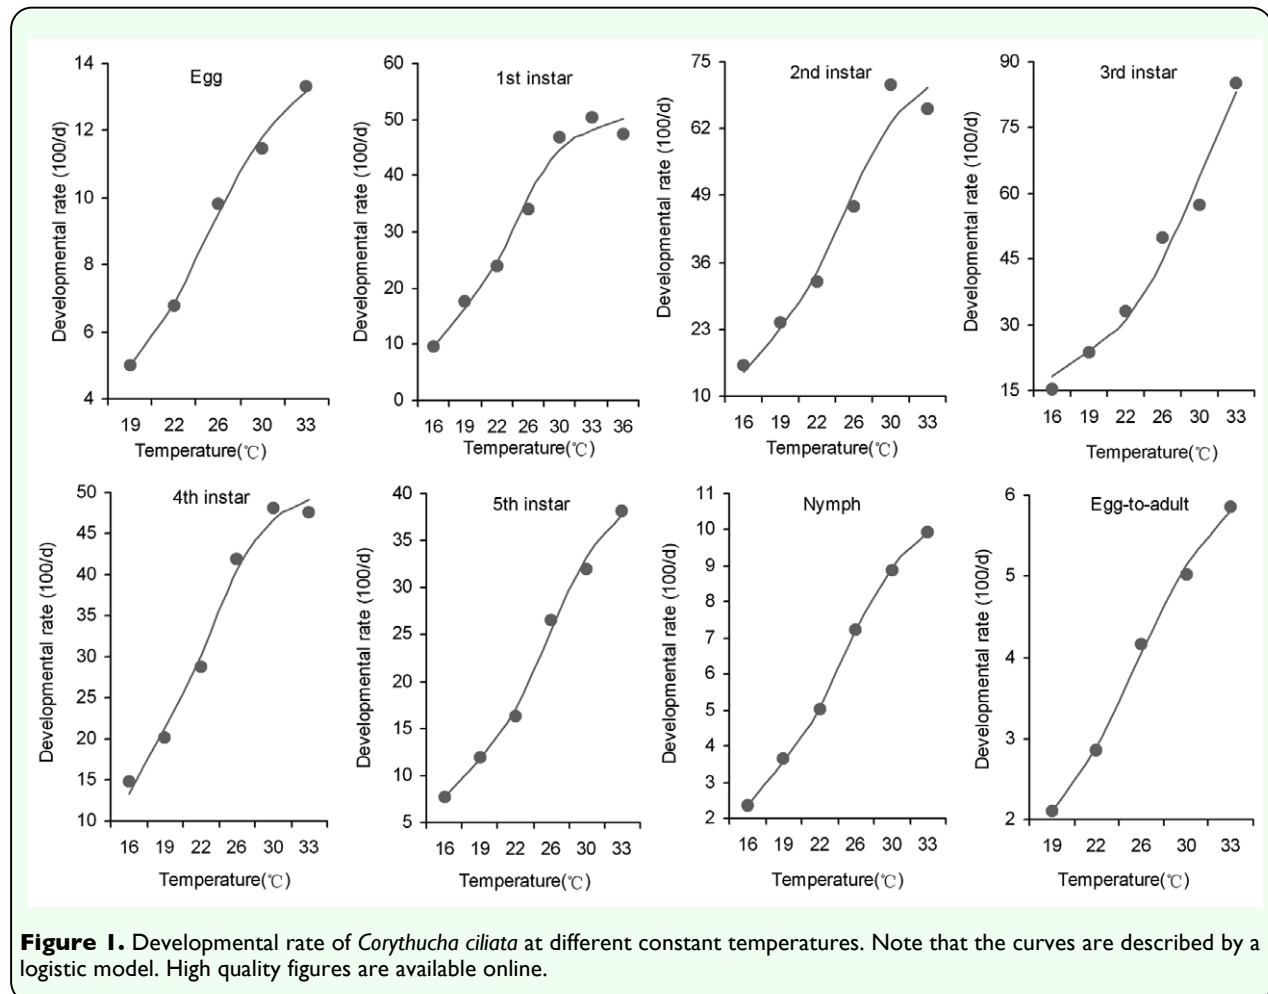 Egg
14
12
10
8
6
4
19 22 26 30 33
Developmental rate (100/d)
Temperature(℃)
1st instar
60
50
40
30
20
10
0
16 19 22 26 30 33 36
Developmental rate (100/d)
Temperature(℃)
2nd instar
75
62
49
36
23
10
16 19 22 26 30 33
Developmental rate (100/d)
Temperature(℃)
3rd instar
90
75
60
45
30
15
16 19 22 26 30 33
Developmental rate (100/d)
Temperature(℃)
4th instar
50
45
40
35
30
25
20
15
10
16 19 22 26 30 33
Developmental rate (100/d)
Temperature(℃)
5th instar
40
35
30
25
20
15
10
5
16 19 22 26 30 33
Developmental rate (100/d)
Temperature(℃)
Nymph
11
10
9
8
7
6
5
4
3
2
16 19 22 26 30 33
Developmental rate (100/d)
Temperature(℃)
Egg-to-adult
6
5
4
3
2
19 22 26 30 33
Developmental rate (100/d)
Temperature(℃)
Figure 1. Developmental rate of Corythucha ciliata at different constant temperatures. Note that the curves are described by a
logistic model. High quality figures are available online.